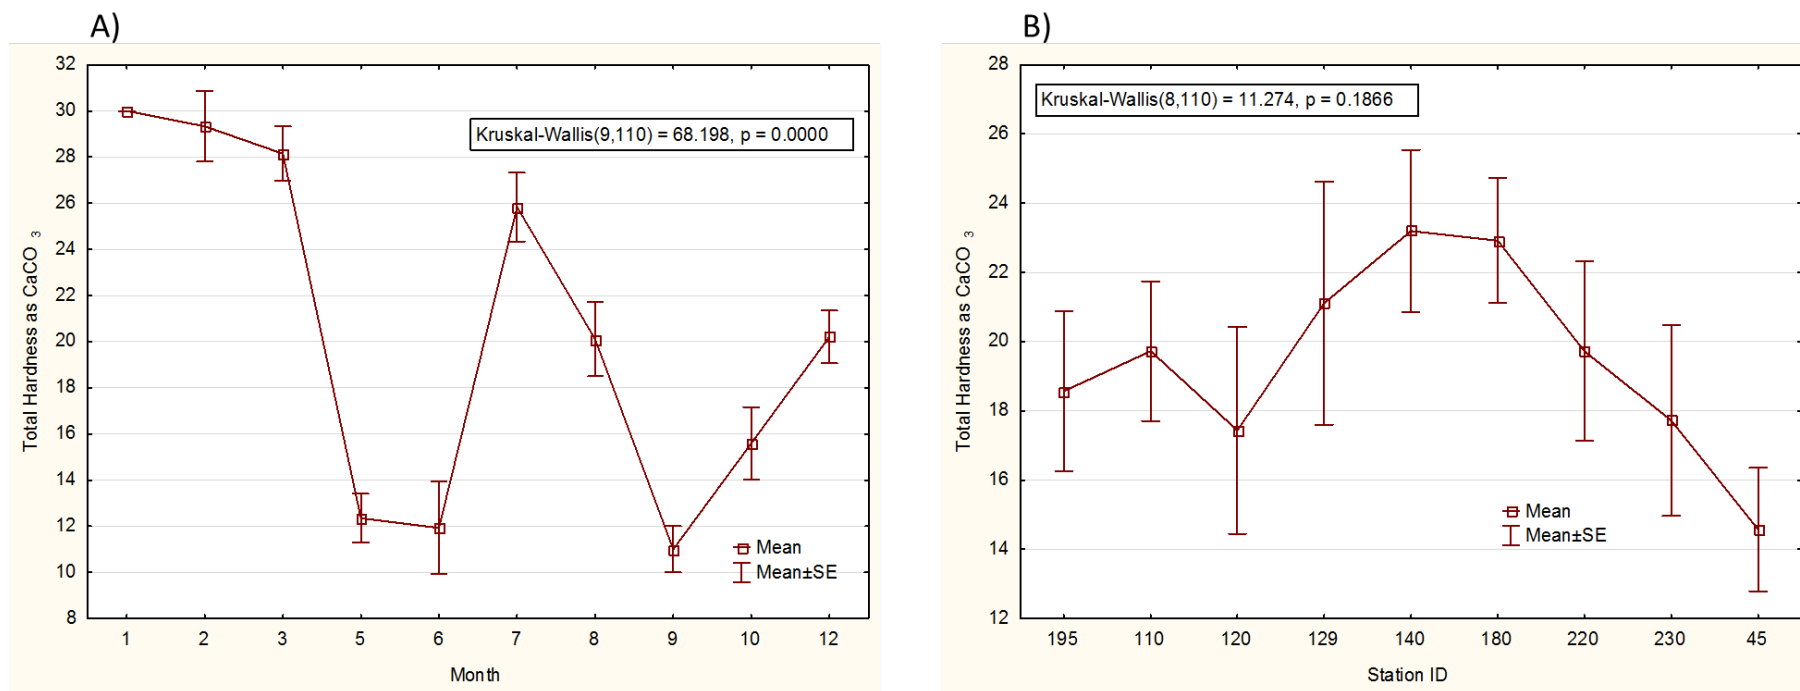 A)
32
30
28
26
24
22
20
18
16
14
12
10
8
Total Hardness as CaCO 3
Kruskal-Wallis(9,110) = 68.198, p = 0.0000
Mean
Mean±SE
1 2 3 5 6 7 8 9 10 12
Month
B)
28
26
24
22
20
18
16
14
12
Total Hardness as CaCO 3
Kruskal-Wallis(8,110) = 11.274, p = 0.1866
Mean
Mean±SE
195 110 120 129 140 180 220 230 45
Station ID